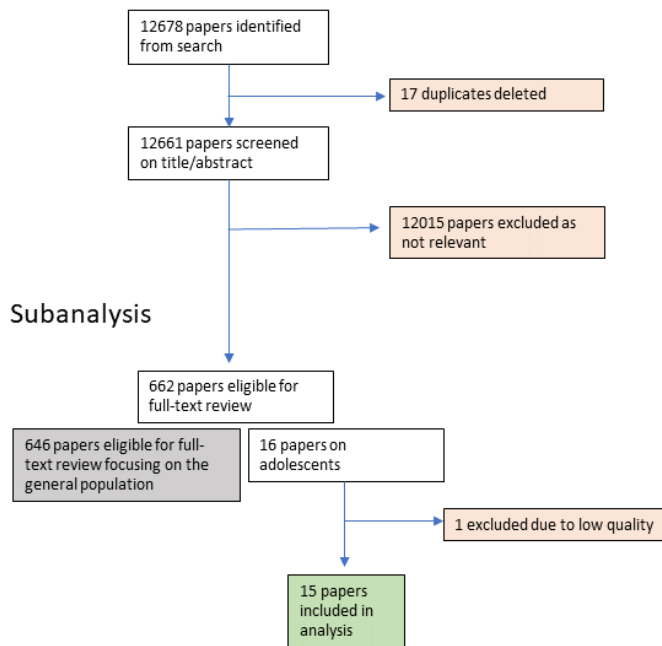 12678 papers identified
from search
17 duplicates deleted
12661 papers screened
on title/abstract
12015 papers excluded as
not relevant
Subanalysis
662 papers eligible for
full-text review
646 papers eligible for full-
text review focusing on the
general population
16 papers on
adolescents
1 excluded due to low quality
15 papers
included in
analysis